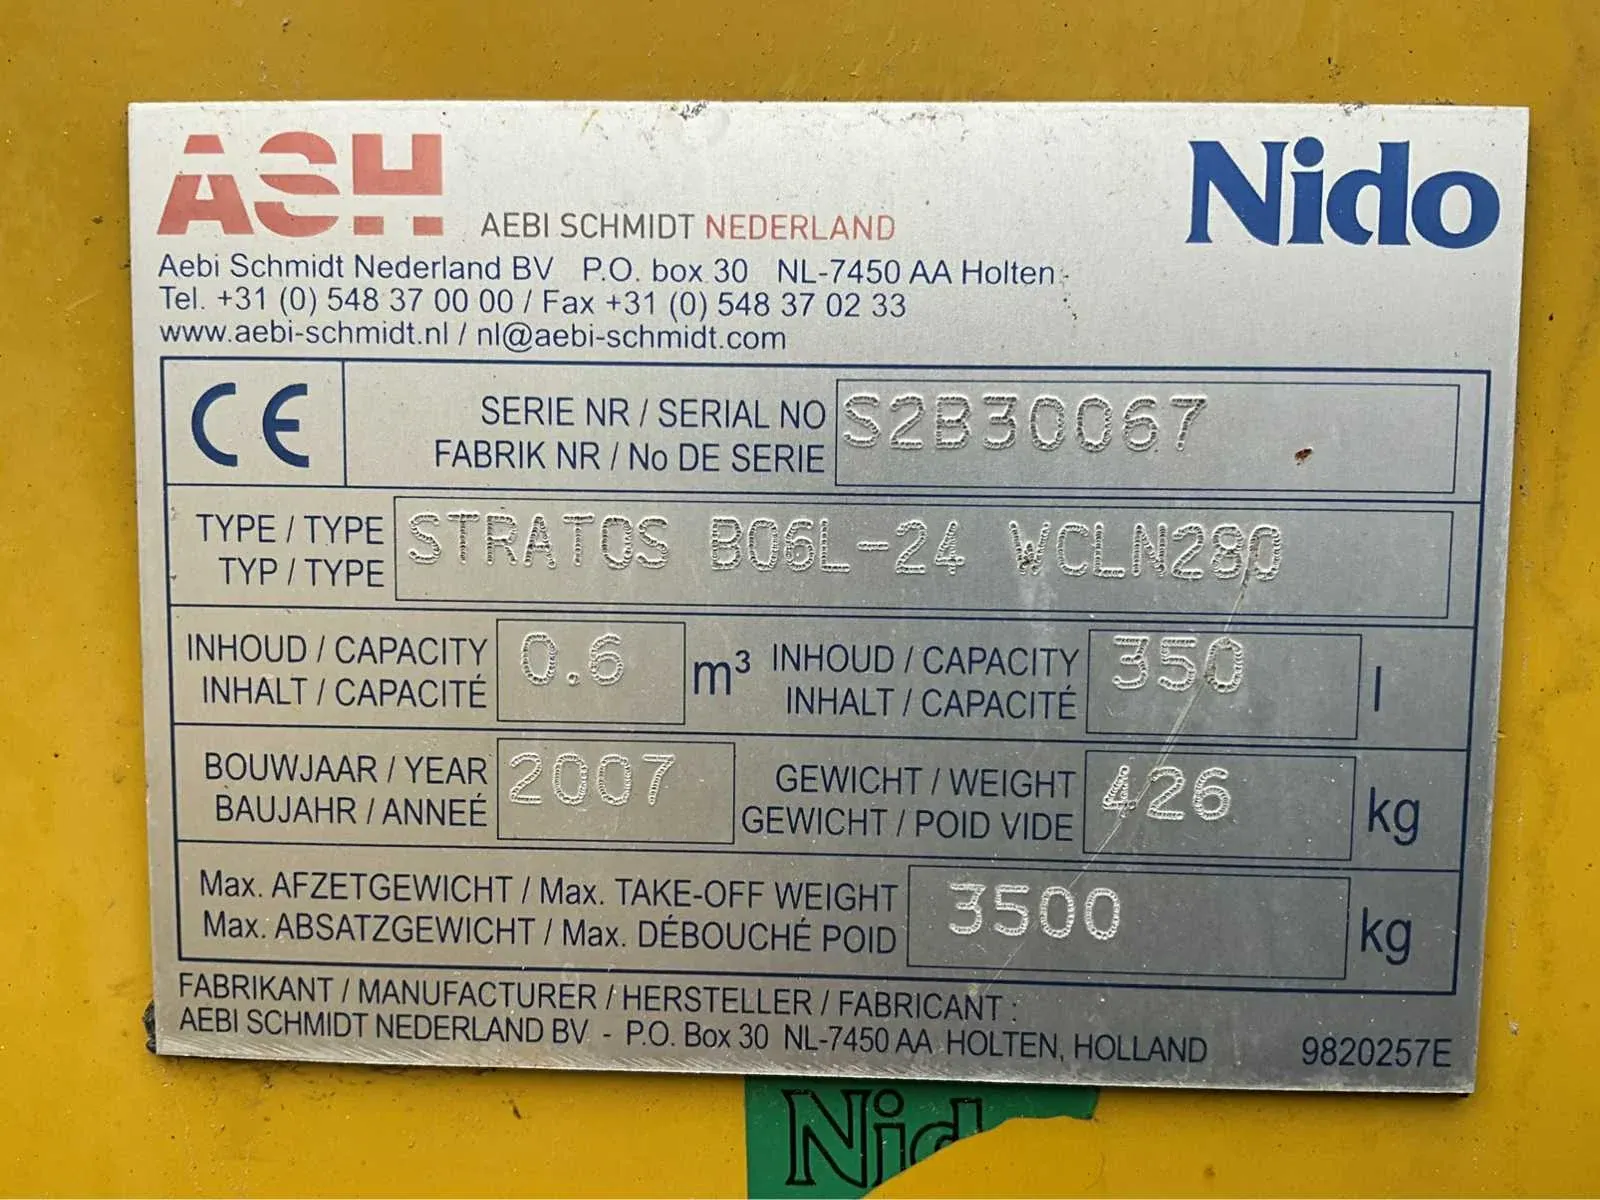 ASH AEBI SCHMIDT NEDERLAND Nido
Aebi Schmidt Nederland BV P.O. box 30 NL-7450 AA Holten
Tel. +31 (0) 548 37 00 00 / Fax +31 (0) 548 37 02 33
www.aebi-schmidt.nl / nl@aebi-schmidt.com
CE
SERIE NR / SERIAL NO S2B30067
FABRIK NR / No DE SERIE
TYPE / TYPE STRATOS B06L-24 WCLN280
TYP / TYPE
INHOUD / CAPACITY 0.6 m³ INHOUD / CAPACITY 350 l
INHALT / CAPACITÉ INHALT / CAPACITÉ
BOUWJAAR / YEAR 2007 GEWICHT / WEIGHT 426 kg
BAUJAHR / ANNEÉ GEWICHT / POID VIDE
Max. AFZETGEWICHT / Max. TAKE-OFF WEIGHT 3500 kg
Max. ABSATZGEWICHT / Max. DÉBOUCHÉ POID
FABRIKANT / MANUFACTURER / HERSTELLER / FABRICANT :
AEBI SCHMIDT NEDERLAND BV - P.O. Box 30 NL-7450 AA HOLTEN, HOLLAND 9820257E
Nid